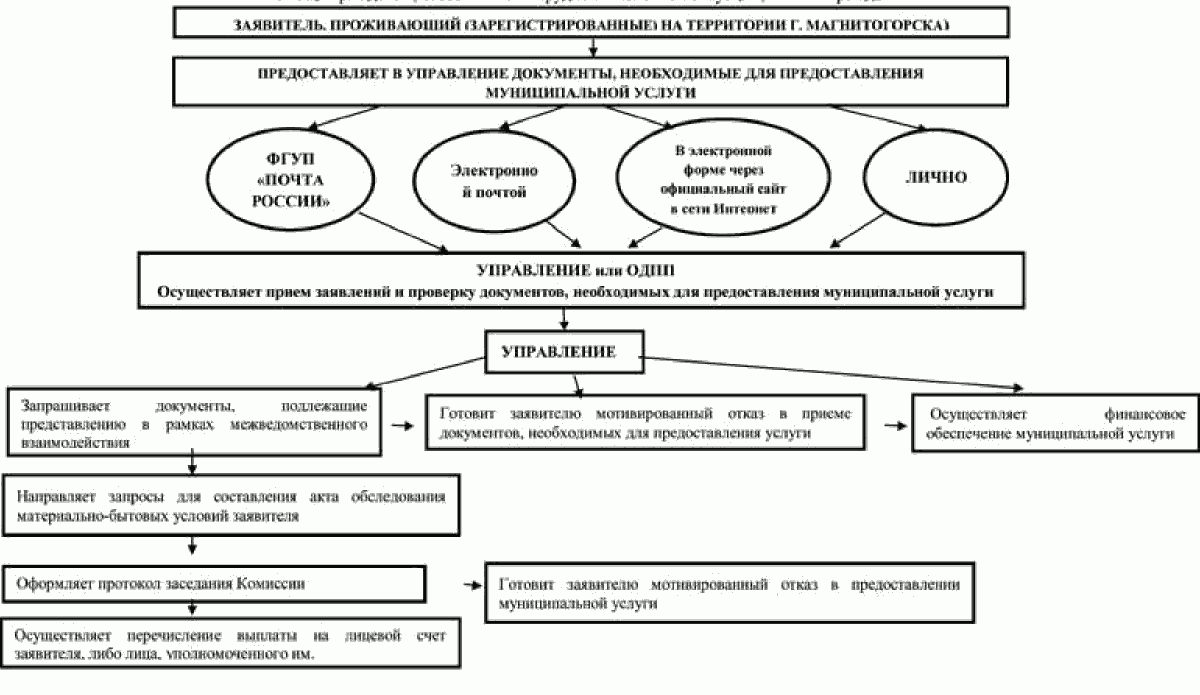 ЗАЯВИТЕЛЬ, ПРОЖИВАЮЩИЙ (ЗАРЕГИСТРИРОВАННЫЕ) НА ТЕРРИТОРИИ Г. МАГНИТОГОРСКА)
ПРЕДОСТАВЛЯЕТ В УПРАВЛЕНИЕ ДОКУМЕНТЫ, НЕОБХОДИМЫЕ ДЛЯ ПРЕДОСТАВЛЕНИЯ
МУНИЦИПАЛЬНОЙ УСЛУГИ
ФГУП
«ПОЧТА
РОССИИ»
Электронно
й почтой
В электронной
форме через
официальный сайт
в сети Интеонет
ЛИЧНО
УПРАВЛЕНИЕ или ОДПП
Осуществляет прием заявлений и проверку документов, необходимых для предоставления муниципальной услуги
УПРАВЛЕНИЕ
Запрашивает документы, подлежащие
представлению в рамках межведомственного
взаимодействия
Готовит заявителю мотивированный отказ в приеме
документов, необходимых для предоставления услуги
Осуществляет финансовое
обеспечение муниципальной услуги
Направляет запросы для составления акта обследования
материально-бытовых условий заявителя
Оформляет протокол заседания Комиссии
Готовит заявителю мотивированный отказ в предоставлении
муниципальной услуги
Осуществляет перечисление выплаты на лицевой счет
заявителя, либо лица, уполномоченного им.